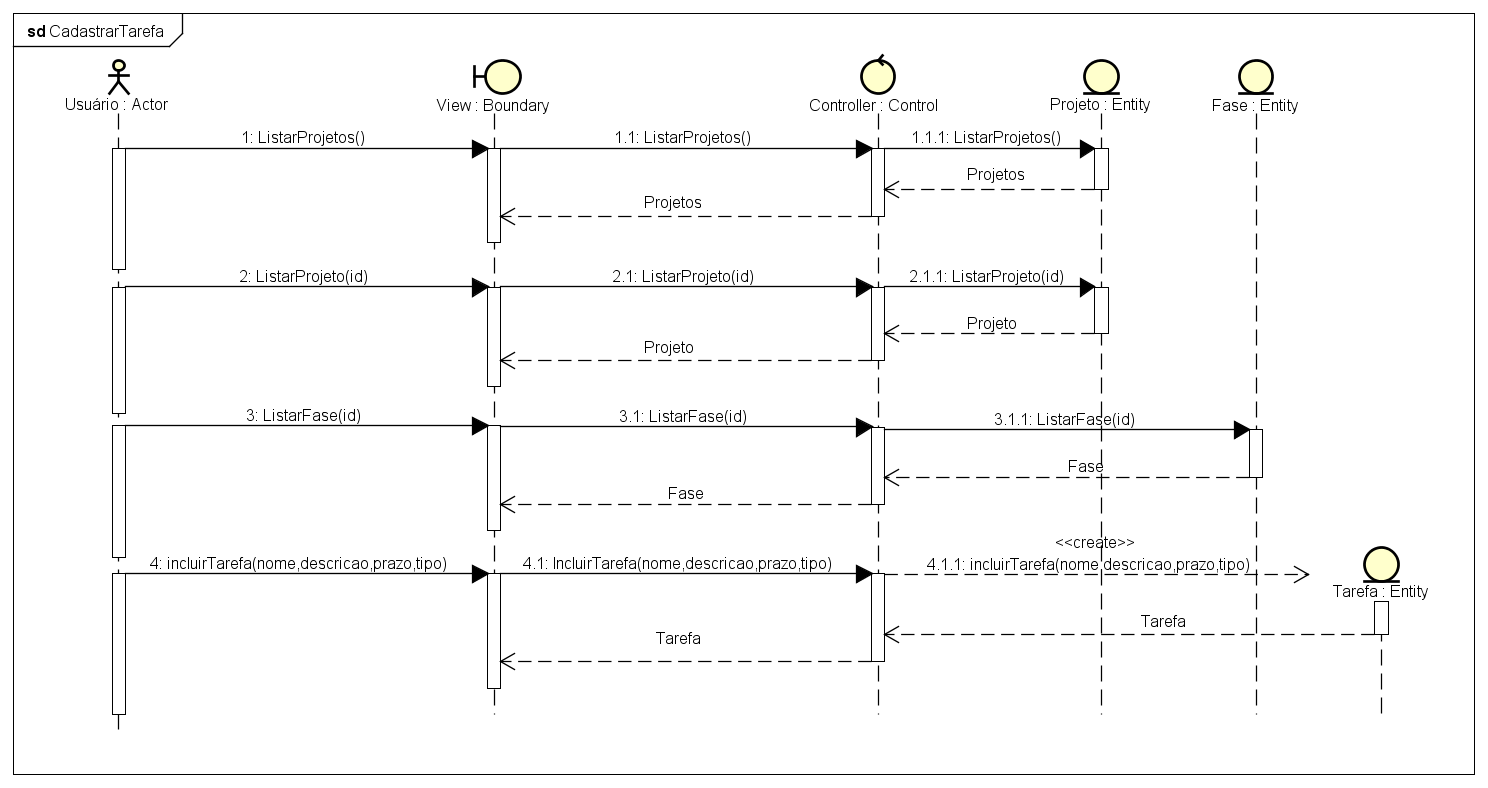 sd CadastrarTarefa
Usuário : Actor
View : Boundary
Controller : Control
Projeto : Entity
Fase : Entity
1: ListarProjetos()
1.1: ListarProjetos()
1.1.1: ListarProjetos()
Projetos
Projetos
2: ListarProjeto(id)
2.1: ListarProjeto(id)
2.1.1: ListarProjeto(id)
Projeto
Projeto
3: ListarFase(id)
3.1: ListarFase(id)
3.1.1: ListarFase(id)
Fase
Fase
<<create>>
4: incluirTarefa(nome,descricao,prazo,tipo)
4.1: IncluirTarefa(nome,descricao,prazo,tipo)
4.1.1: incluirTarefa(nome,descricao,prazo,tipo)
Tarefa : Entity
Tarefa
Tarefa